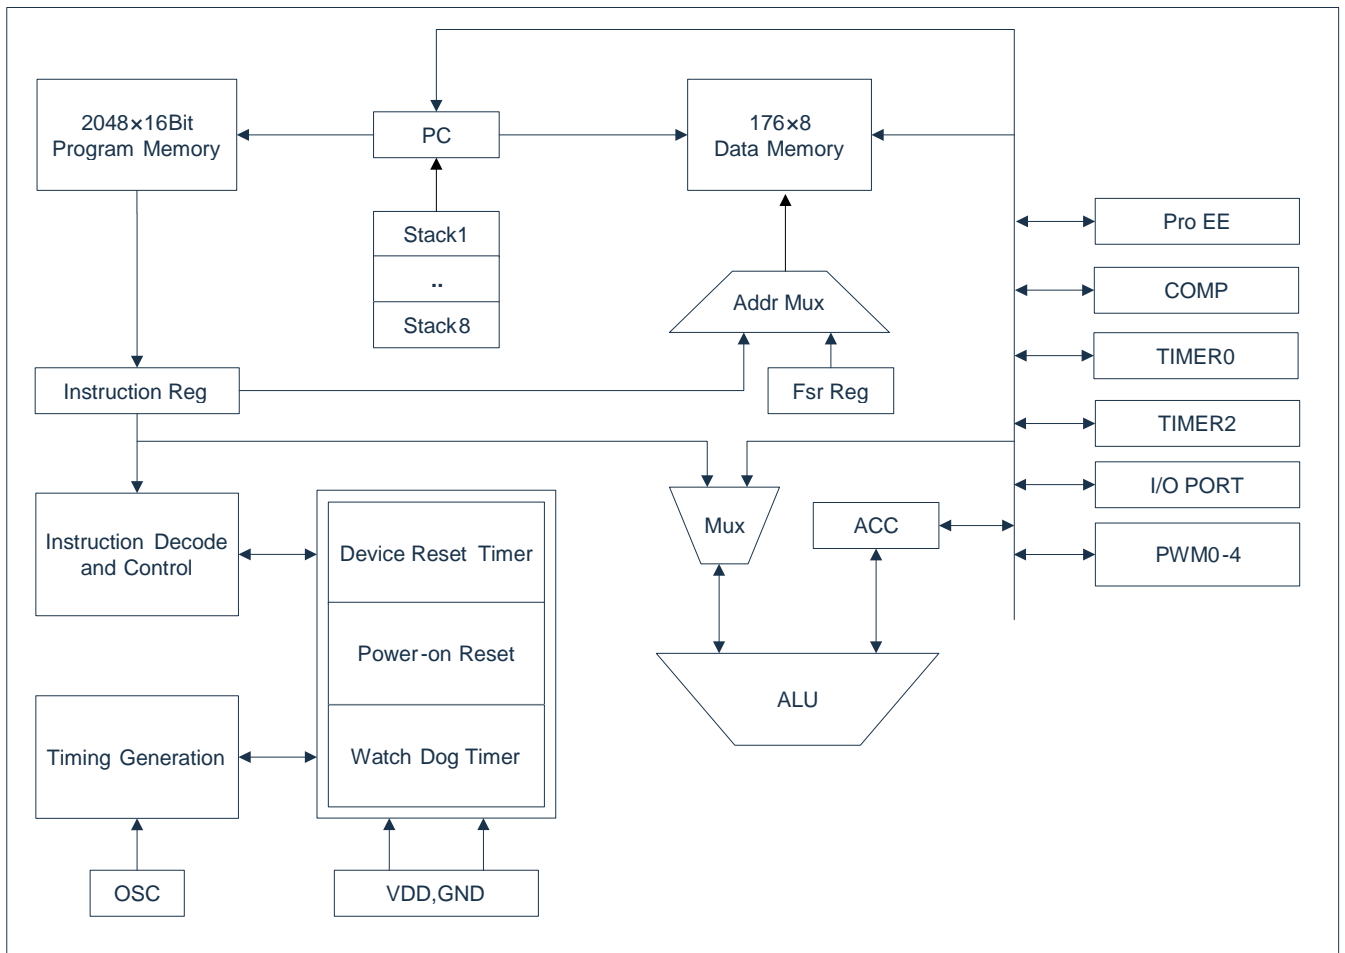 2048×16Bit
Program Memory
PC
176×8
Data Memory
Stack1
..
Stack8
Addr Mux
Instruction Reg
Fsr Reg
Pro EE
COMP
TIMER0
TIMER2
I/O PORT
PWM0-4
Instruction Decode
and Control
Device Reset Timer
Power-on Reset
Watch Dog Timer
Mux
ACC
ALU
Timing Generation
OSC
VDD,GND